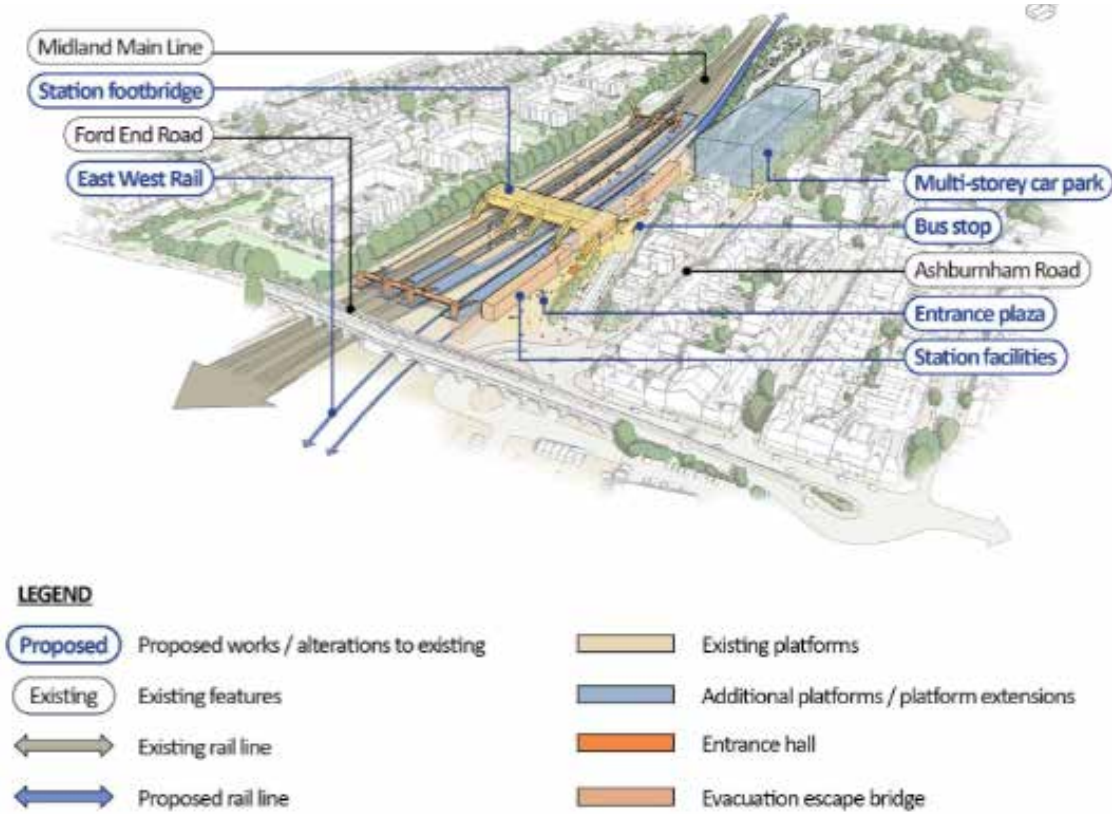 Midland Main Line
Station footbridge
Ford End Road
East West Rail
Multi-storey car park
Bus stop
Ashburnham Road
Entrance plaza
Station facilities
LEGEND
Proposed Proposed works / alterations to existing
Existing Existing features
Existing rail line
Proposed rail line
Existing platforms
Additional platforms / platform extensions
Entrance hall
Evacuation escape bridge